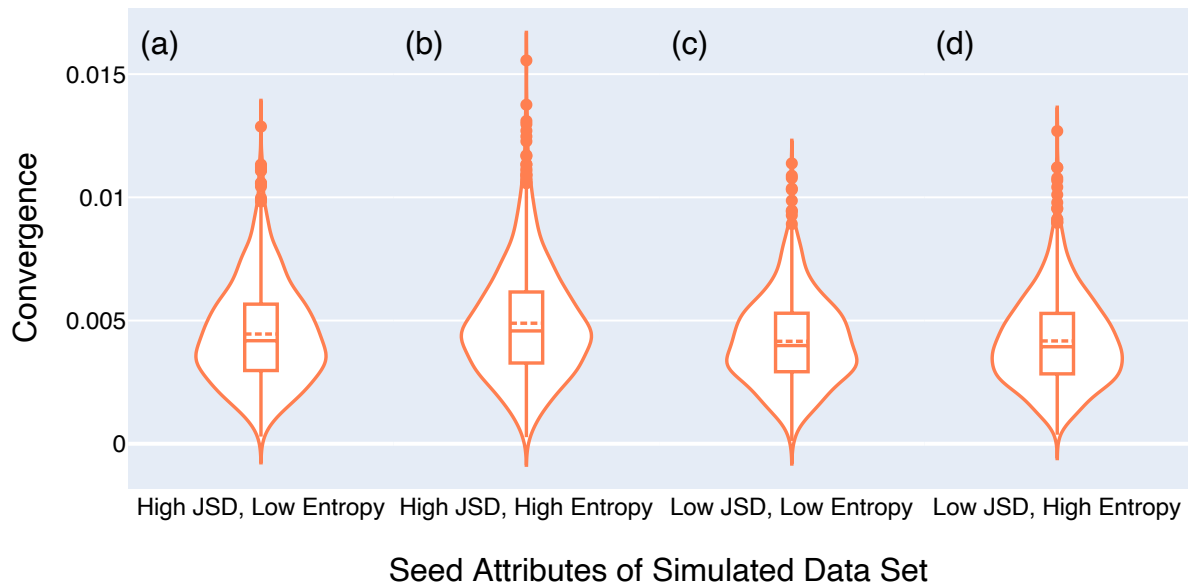 (a)
(b)
(c)
(d)
0.015
0.01
0.005
0
Convergence
High JSD, Low Entropy
High JSD, High Entropy
Low JSD, Low Entropy
Low JSD, High Entropy
Seed Attributes of Simulated Data Set